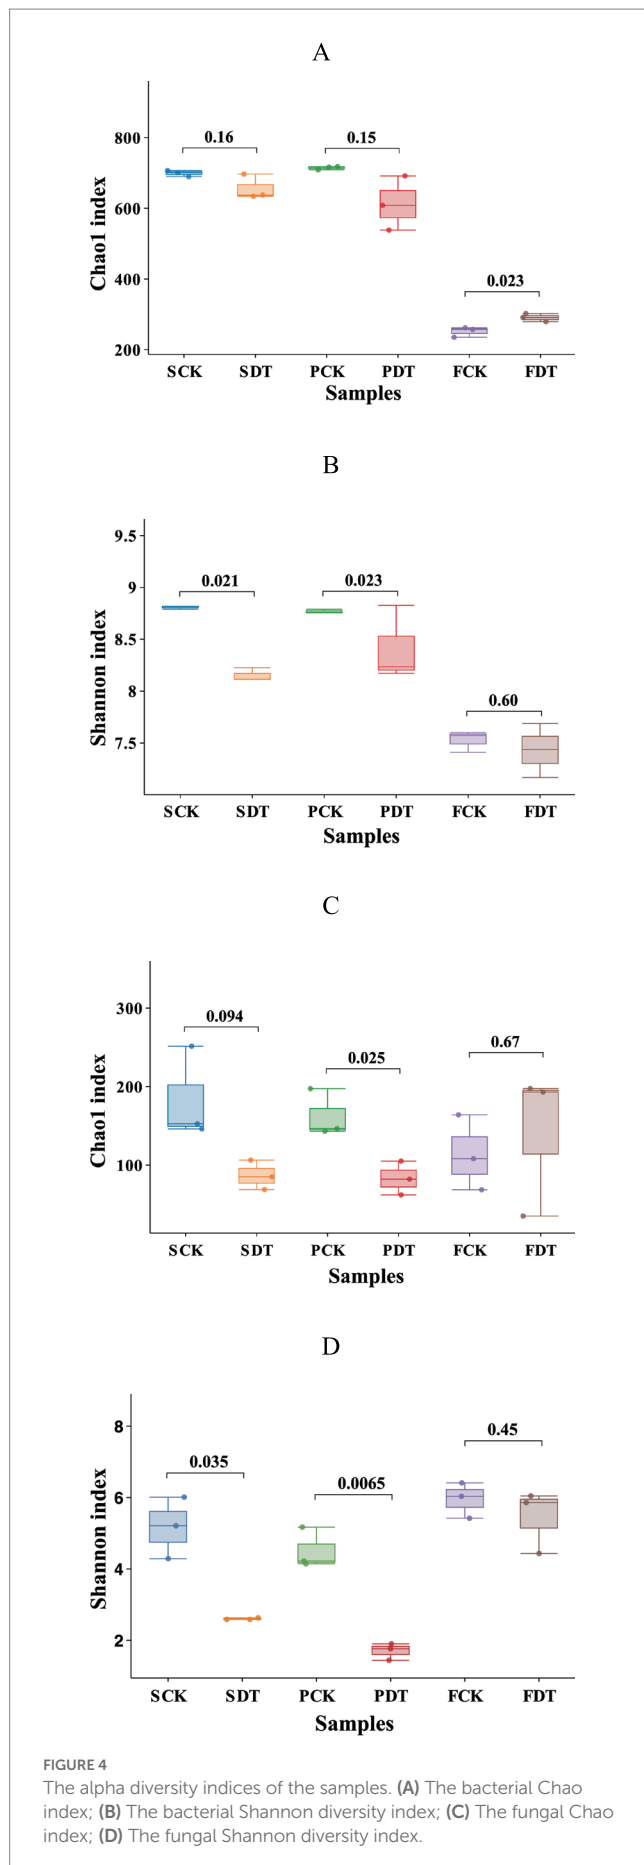 A
Chao1 index
800
600
400
200
0.16
0.15
0.023
SCK SDT PCK PDT FCK FDT
Samples
B
Shannon index
9.5
9
8.5
8
7.5
0.021
0.023
0.60
SCK SDT PCK PDT FCK FDT
Samples
C
Chao1 index
300
200
100
0.094
0.025
0.67
SCK SDT PCK PDT FCK FDT
Samples
D
Shannon index
8
6
4
2
0.035
0.0065
0.45
SCK SDT PCK PDT FCK FDT
Samples
FIGURE 4
The alpha diversity indices of the samples. (A) The bacterial Chao
index; (B) The bacterial Shannon diversity index; (C) The fungal Chao
index; (D) The fungal Shannon diversity index.